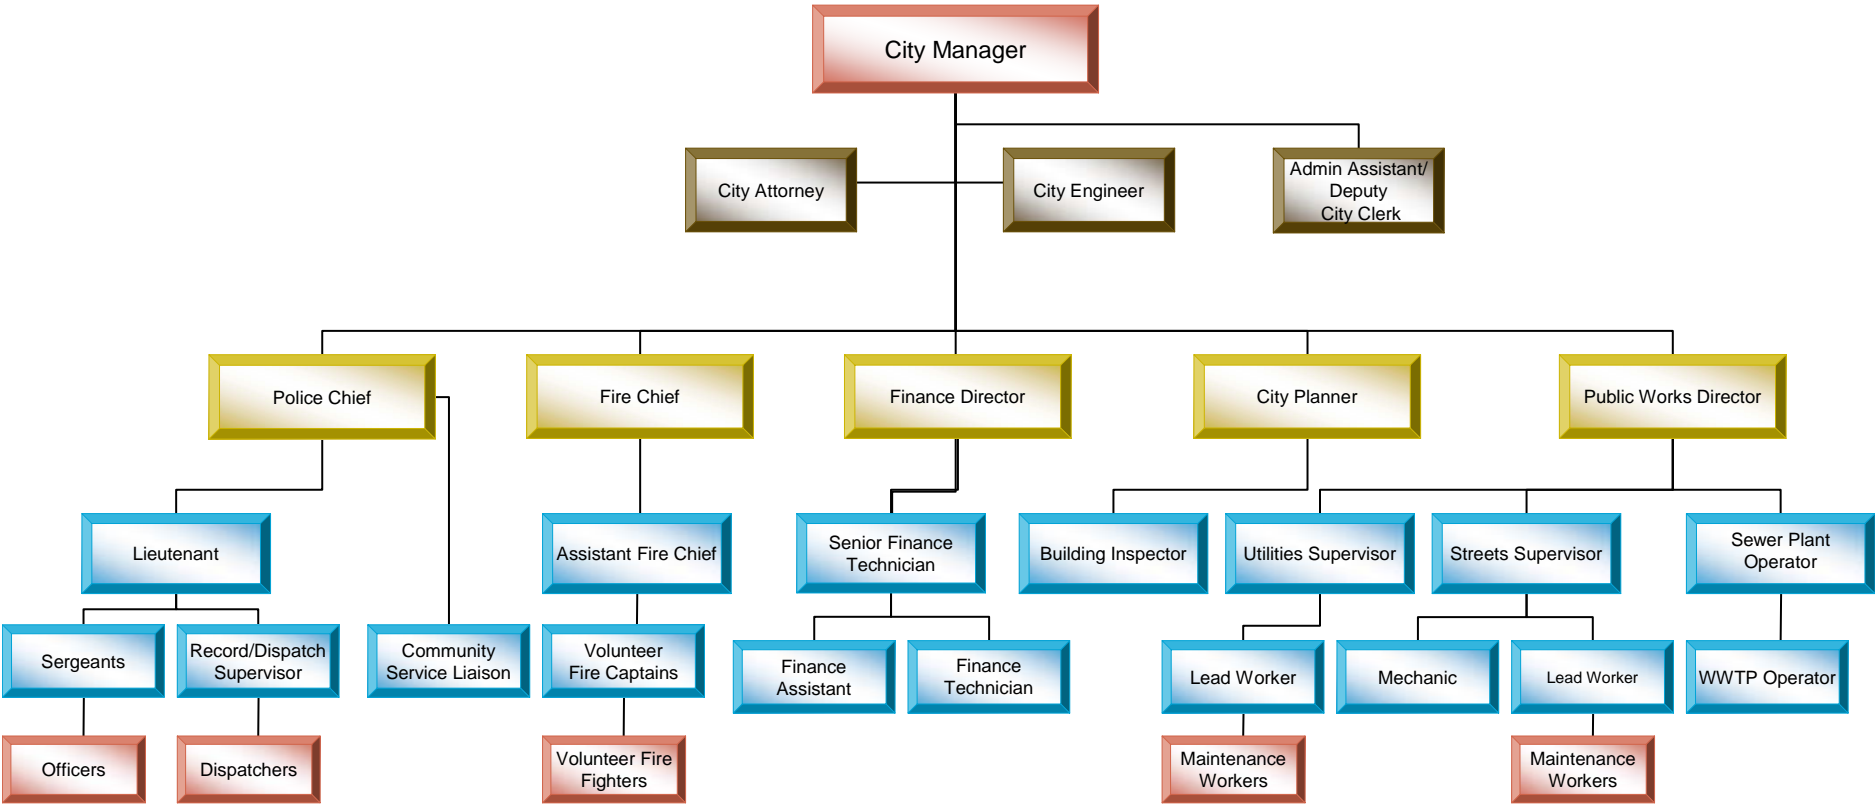 City Manager
City Attorney
City Engineer
Admin Assistant/
Deputy
City Clerk
Police Chief
Fire Chief
Finance Director
City Planner
Public Works Director
Lieutenant
Assistant Fire Chief
Senior Finance
Technician
Building Inspector
Utilities Supervisor
Streets Supervisor
Sewer Plant
Operator
Sergeants
Record/Dispatch
Supervisor
Community
Service Liaison
Volunteer
Fire Captains
Finance
Assistant
Finance
Technician
Lead Worker
Mechanic
Lead Worker
WWTP Operator
Officers
Dispatchers
Volunteer Fire
Fighters
Maintenance
Workers
Maintenance
Workers